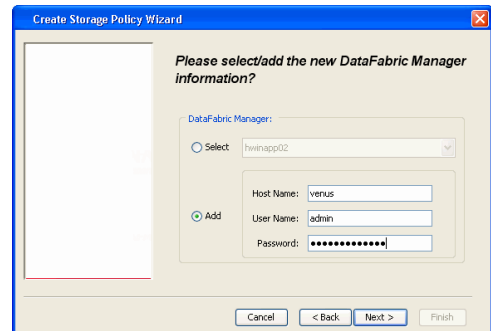 Create Storage Policy Wizard
Please select/add the new DataFabric Manager
information?
DataFabric Manager:
Select hwinapp02
Host Name: venus
Add User Name: admin
Password: •••••••••••••
Cancel < Back Next > Finish